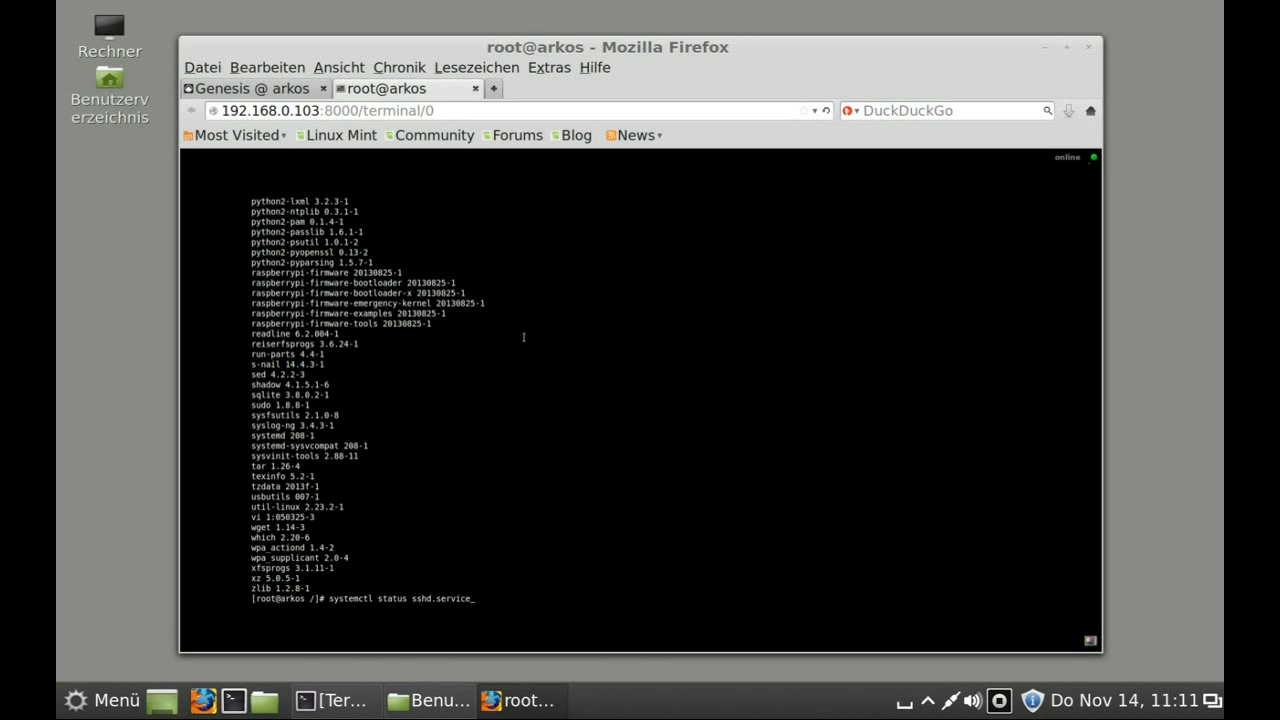 Rechner
Benutzerv
erzeichnis
root@arkos - Mozilla Firefox
Datei Bearbeiten Ansicht Chronik Lesezeichen Extras Hilfe
Genesis @ arkos root@arkos
192.168.0.103:8000/terminal/0 DuckDuckGo
Most Visited Linux Mint Community Forums Blog News
online
python2-lxml 3.2.3-1
python2-ntplib 0.3.1-1
python2-pam 0.1.4-1
python2-passlib 1.6.1-1
python2-psutil 1.0.1-2
python2-pyopenssl 0.13-2
python2-pyparsing 1.5.7-1
raspberrypi-firmware 20130825-1
raspberrypi-firmware-bootloader 20130825-1
raspberrypi-firmware-bootloader-x 20130825-1
raspberrypi-firmware-emergency-kernel 20130825-1
raspberrypi-firmware-examples 20130825-1
raspberrypi-firmware-tools 20130825-1
readline 6.2.004-1
reiserfsprogs 3.6.24-1
run-parts 4.4-1
s-nail 14.4.3-1
sed 4.2.2-3
shadow 4.1.5.1-6
sqlite 3.8.0.2-1
sudo 1.8.8-1
sysfsutils 2.1.0-8
syslog-ng 3.4.3-1
systemd 208-1
systemd-sysvcompat 208-1
sysvinit-tools 2.88-11
tar 1.26-4
texinfo 5.2-1
tzdata 2013f-1
usbutils 007-1
util-linux 2.23.2-1
vi 1:050325-3
wget 1.14-3
which 2.20-6
wpa_actiond 1.4-2
wpa_supplicant 2.0-4
xfsprogs 3.1.11-1
xz 5.0.5-1
zlib 1.2.8-1
[root@arkos /]# systemctl status sshd.service_
Menü [Ter... Benu... root... Do Nov 14, 11:11